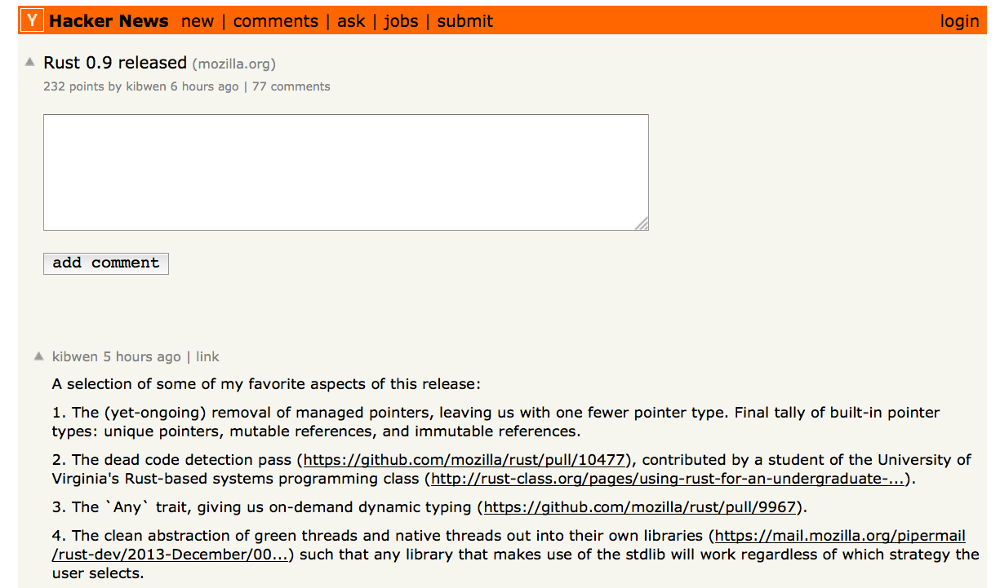 Y Hacker News new | comments | ask | jobs | submit login
Rust 0.9 released (mozilla.org)
232 points by kibwen 6 hours ago | 77 comments
add comment
kibwen 5 hours ago | link
A selection of some of my favorite aspects of this release:
1. The (yet-ongoing) removal of managed pointers, leaving us with one fewer pointer type. Final tally of built-in pointer
types: unique pointers, mutable references, and immutable references.
2. The dead code detection pass (https://github.com/mozilla/rust/pull/10477), contributed by a student of the University of
Virginia's Rust-based systems programming class (http://rust-class.org/pages/using-rust-for-an-undergraduate-...).
3. The `Any` trait, giving us on-demand dynamic typing (https://github.com/mozilla/rust/pull/9967).
4. The clean abstraction of green threads and native threads out into their own libraries (https://mail.mozilla.org/pipermail
/rust-dev/2013-December/00...) such that any library that makes use of the stdlib will work regardless of which strategy the
user selects.